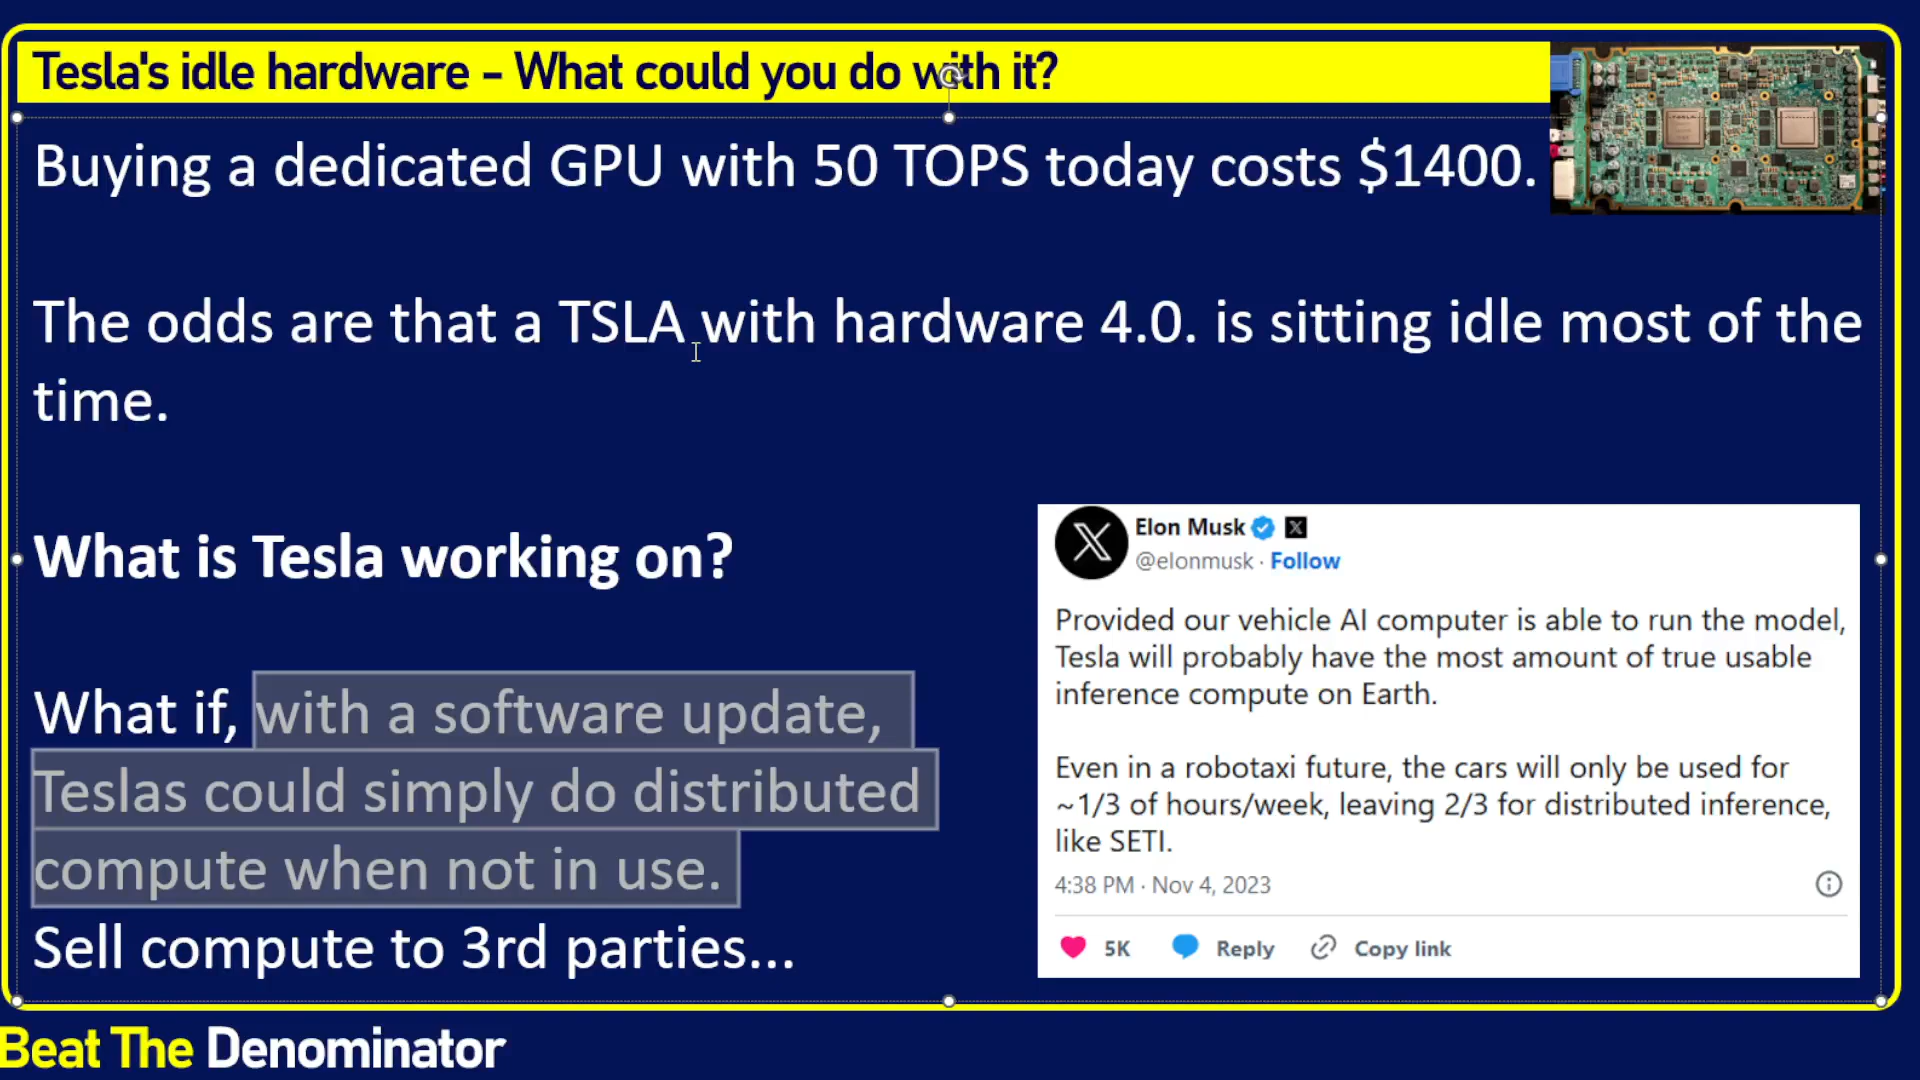 Tesla's idle hardware - What could you do with it?
Buying a dedicated GPU with 50 TOPS today costs $1400.
The odds are that a TSLA with hardware 4.0. is sitting idle most of the
time.
What is Tesla working on?
What if, with a software update,
Teslas could simply do distributed
compute when not in use.
Sell compute to 3rd parties...
Elon Musk
@elonmusk · Follow
Provided our vehicle AI computer is able to run the model,
Tesla will probably have the most amount of true usable
inference compute on Earth.
Even in a robotaxi future, the cars will only be used for
~1/3 of hours/week, leaving 2/3 for distributed inference,
like SETI.
4:38 PM · Nov 4, 2023
5K Reply Copy link
Beat The Denominator